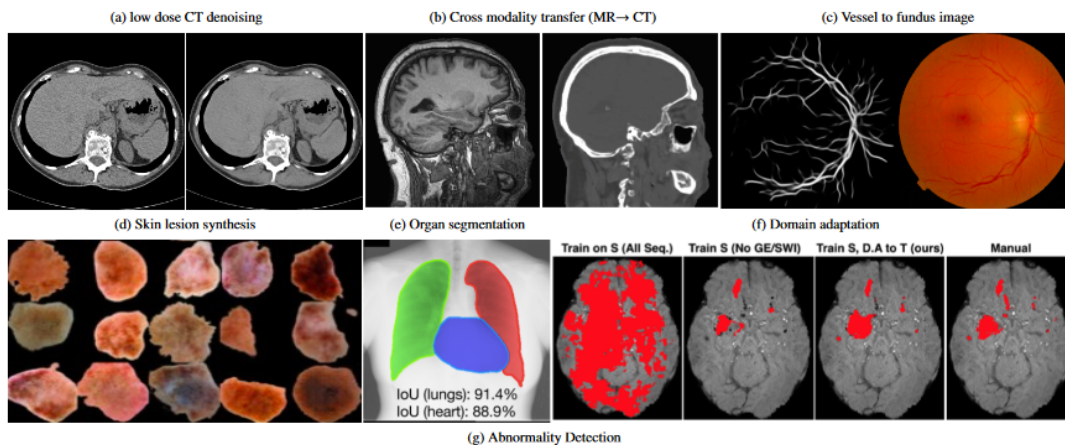 (a) low dose CT denoising
(b) Cross modality transfer (MR→ CT)
(c) Vessel to fundus image
(d) Skin lesion synthesis
(e) Organ segmentation
(f) Domain adaptation
IoU (lungs): 91.4%
IoU (heart): 88.9%
Train on S (All Seq.)
Train S (No GE/SWI)
Train S, D.A to T (ours)
Manual
(g) Abnormality Detection